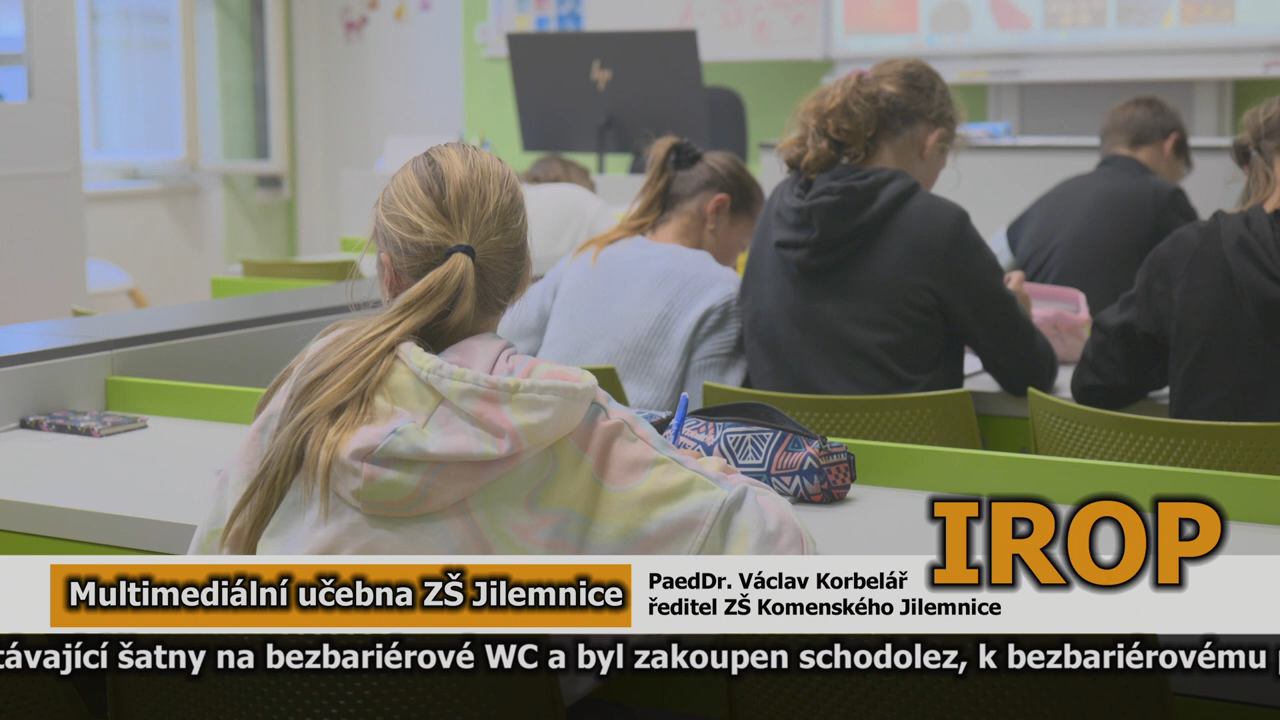 hp
IROP
Multimediální učebna ZŠ Jilemnice
PaedDr. Václav Korbelář
ředitel ZŠ Komenského Jilemnice
távající šatny na bezbariérové WC a byl zakoupen schodolez, k bezbariérovému